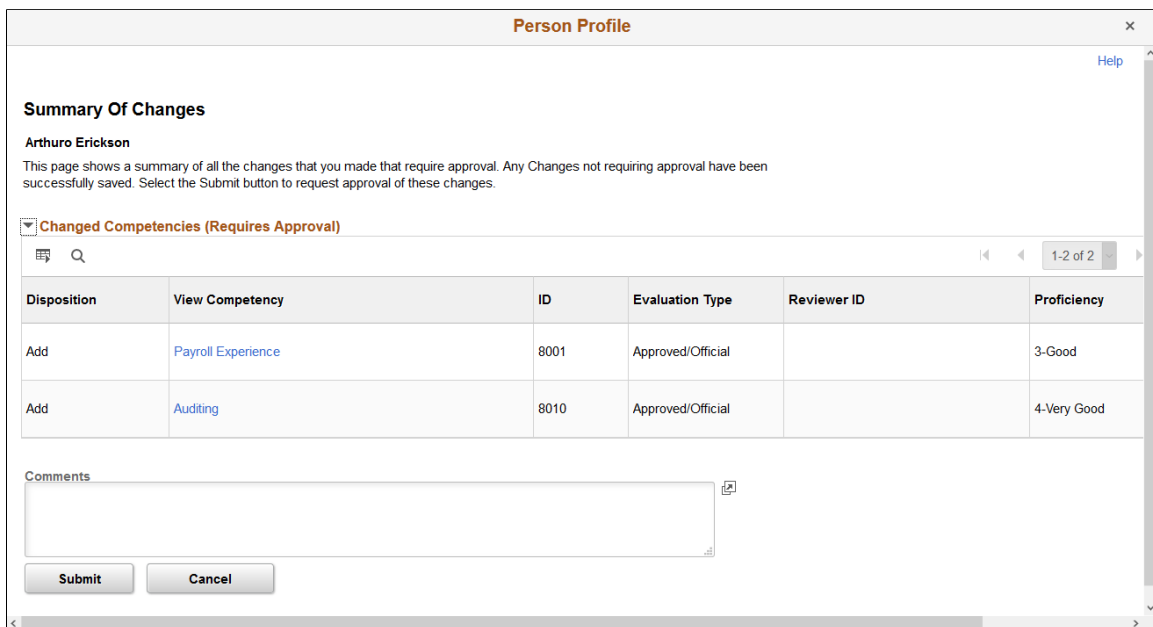 Person Profile
Help
Summary Of Changes
Arthuro Erickson
This page shows a summary of all the changes that you made that require approval. Any Changes not requiring approval have been
successfully saved. Select the Submit button to request approval of these changes.
Changed Competencies (Requires Approval)
1-2 of 2
Disposition View Competency ID Evaluation Type Reviewer ID Proficiency
Add Payroll Experience 8001 Approved/Official 3-Good
Add Auditing 8010 Approved/Official 4-Very Good
Comments
Submit Cancel